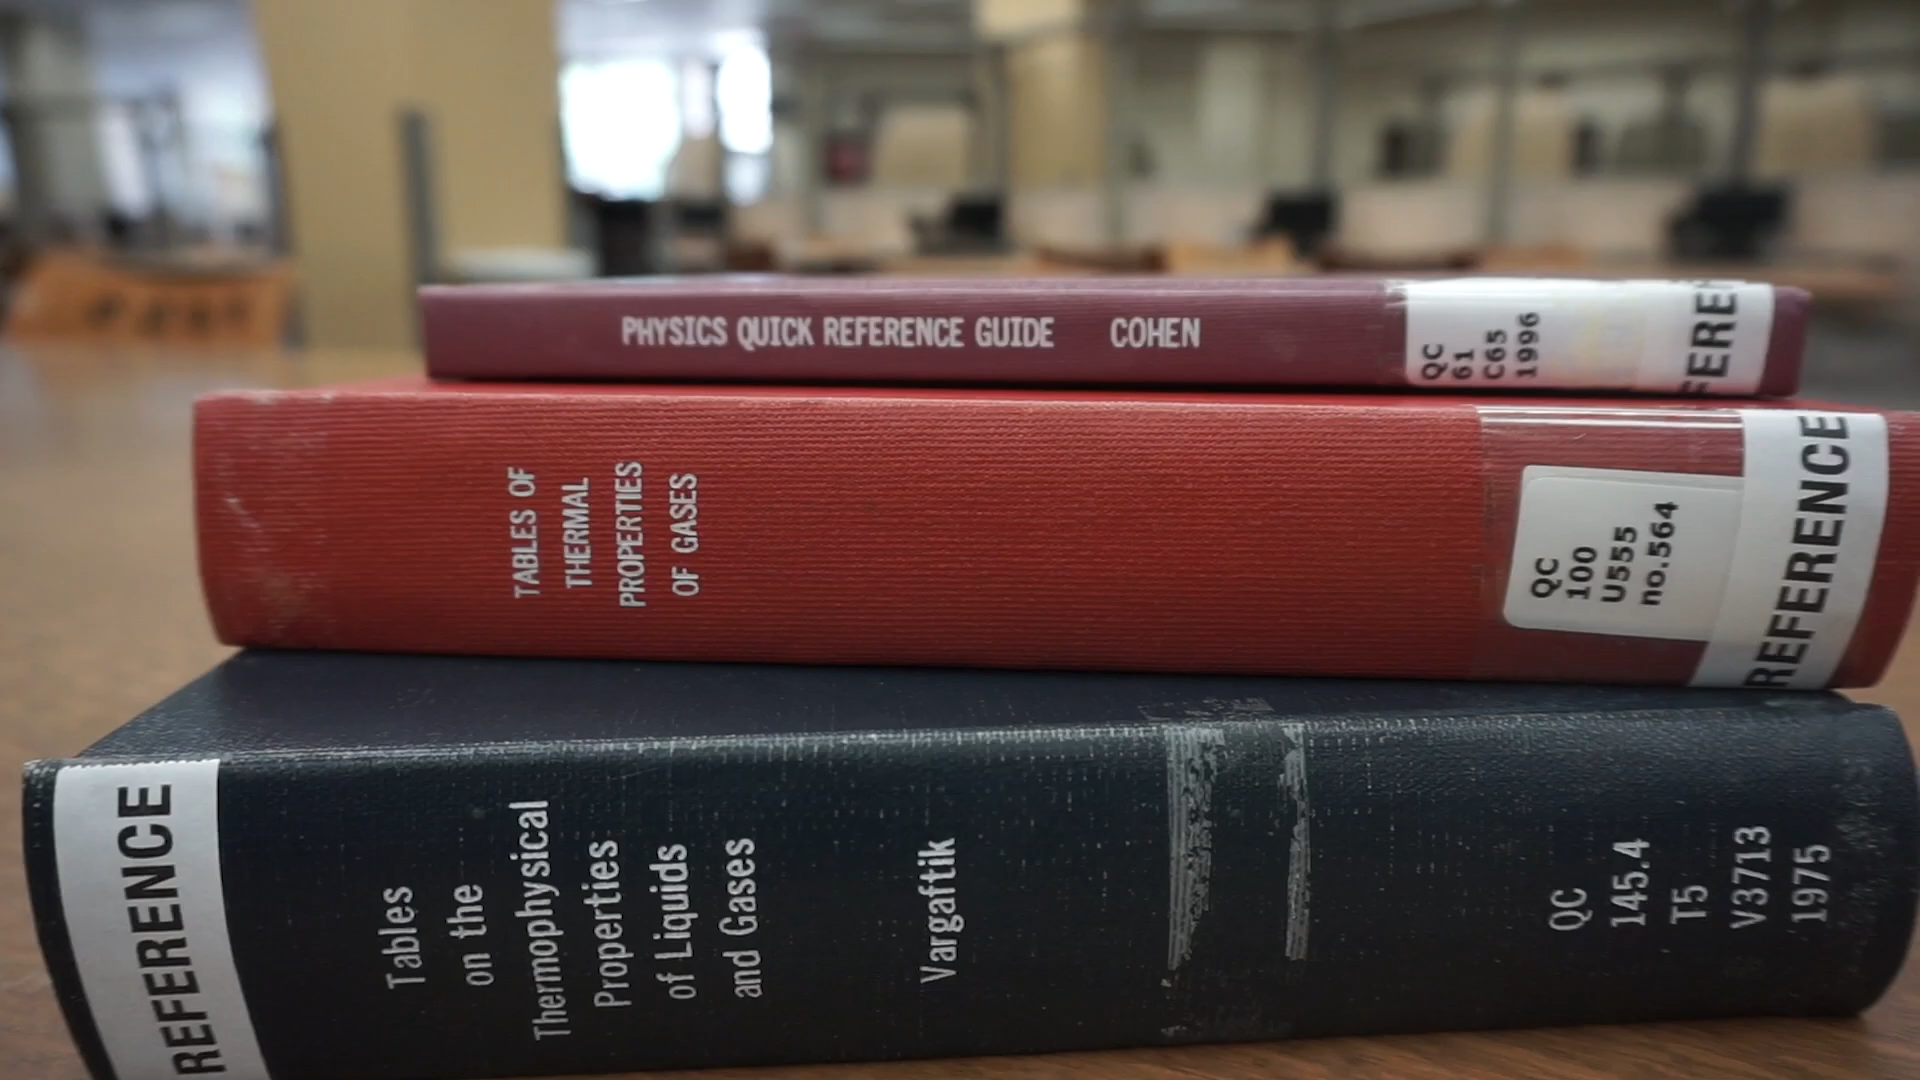 PHYSICS QUICK REFERENCE GUIDE COHEN
QC
61
C65
1996
FERE
TABLES OF
THERMAL
PROPERTIES
OF GASES
QC
100
U555
no.564
REFERENCE
REFERENCE
Tables
on the
Thermophysical
Properties
of Liquids
and Gases
Vargaftik
QC
145.4
T5
V3713
1975